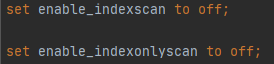 set enable_indexscan to off;
set enable_indexonlyscan to off;